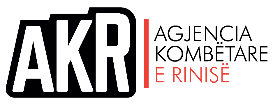 AKR
AGJENCIA
KOMBËTARE
E RINISË